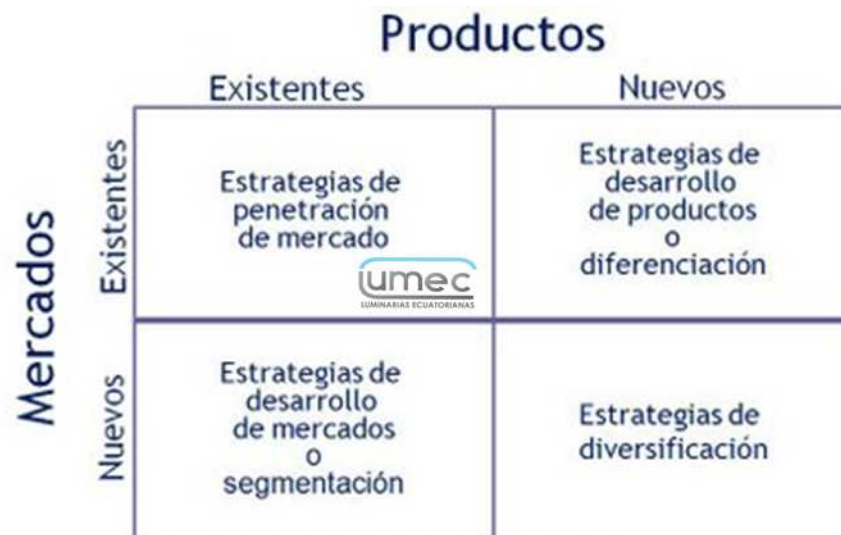 Productos
Existentes
Nuevos
Mercados
Existentes
Estrategias de
penetración
de mercado
lumec
LUMINARIAS ECUATORIANAS
Estrategias de
desarrollo
de productos
o
diferenciación
Nuevos
Estrategias de
desarrollo
de mercados
o
segmentación
Estrategias de
diversificación